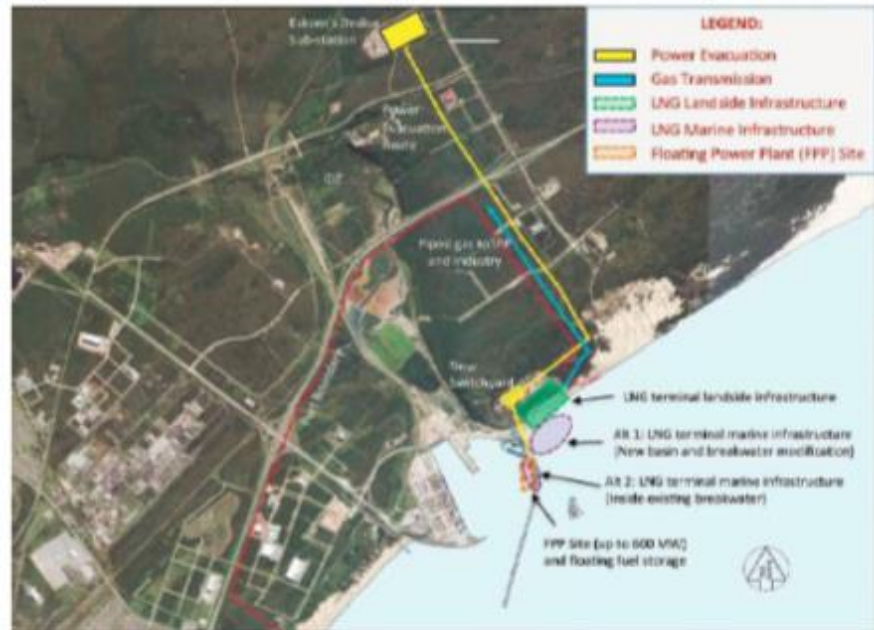 Sub-station
LEGEND:
Power Evacuation
Gas Transmission
LNG Landside Infrastructure
LNG Marine Infrastructure
Floating Power Plant (FPP) Site
Power
Evacuation
Piped gas to
and industry
New
Switchyard
LNG terminal landside infrastructure
Alt 1: LNG terminal marine infrastructure
(New basin and breakwater modification)
Alt 2: LNG terminal marine infrastructure
(Inside existing breakwater)
FPP Site (up to 600 MW)
and floating fuel storage